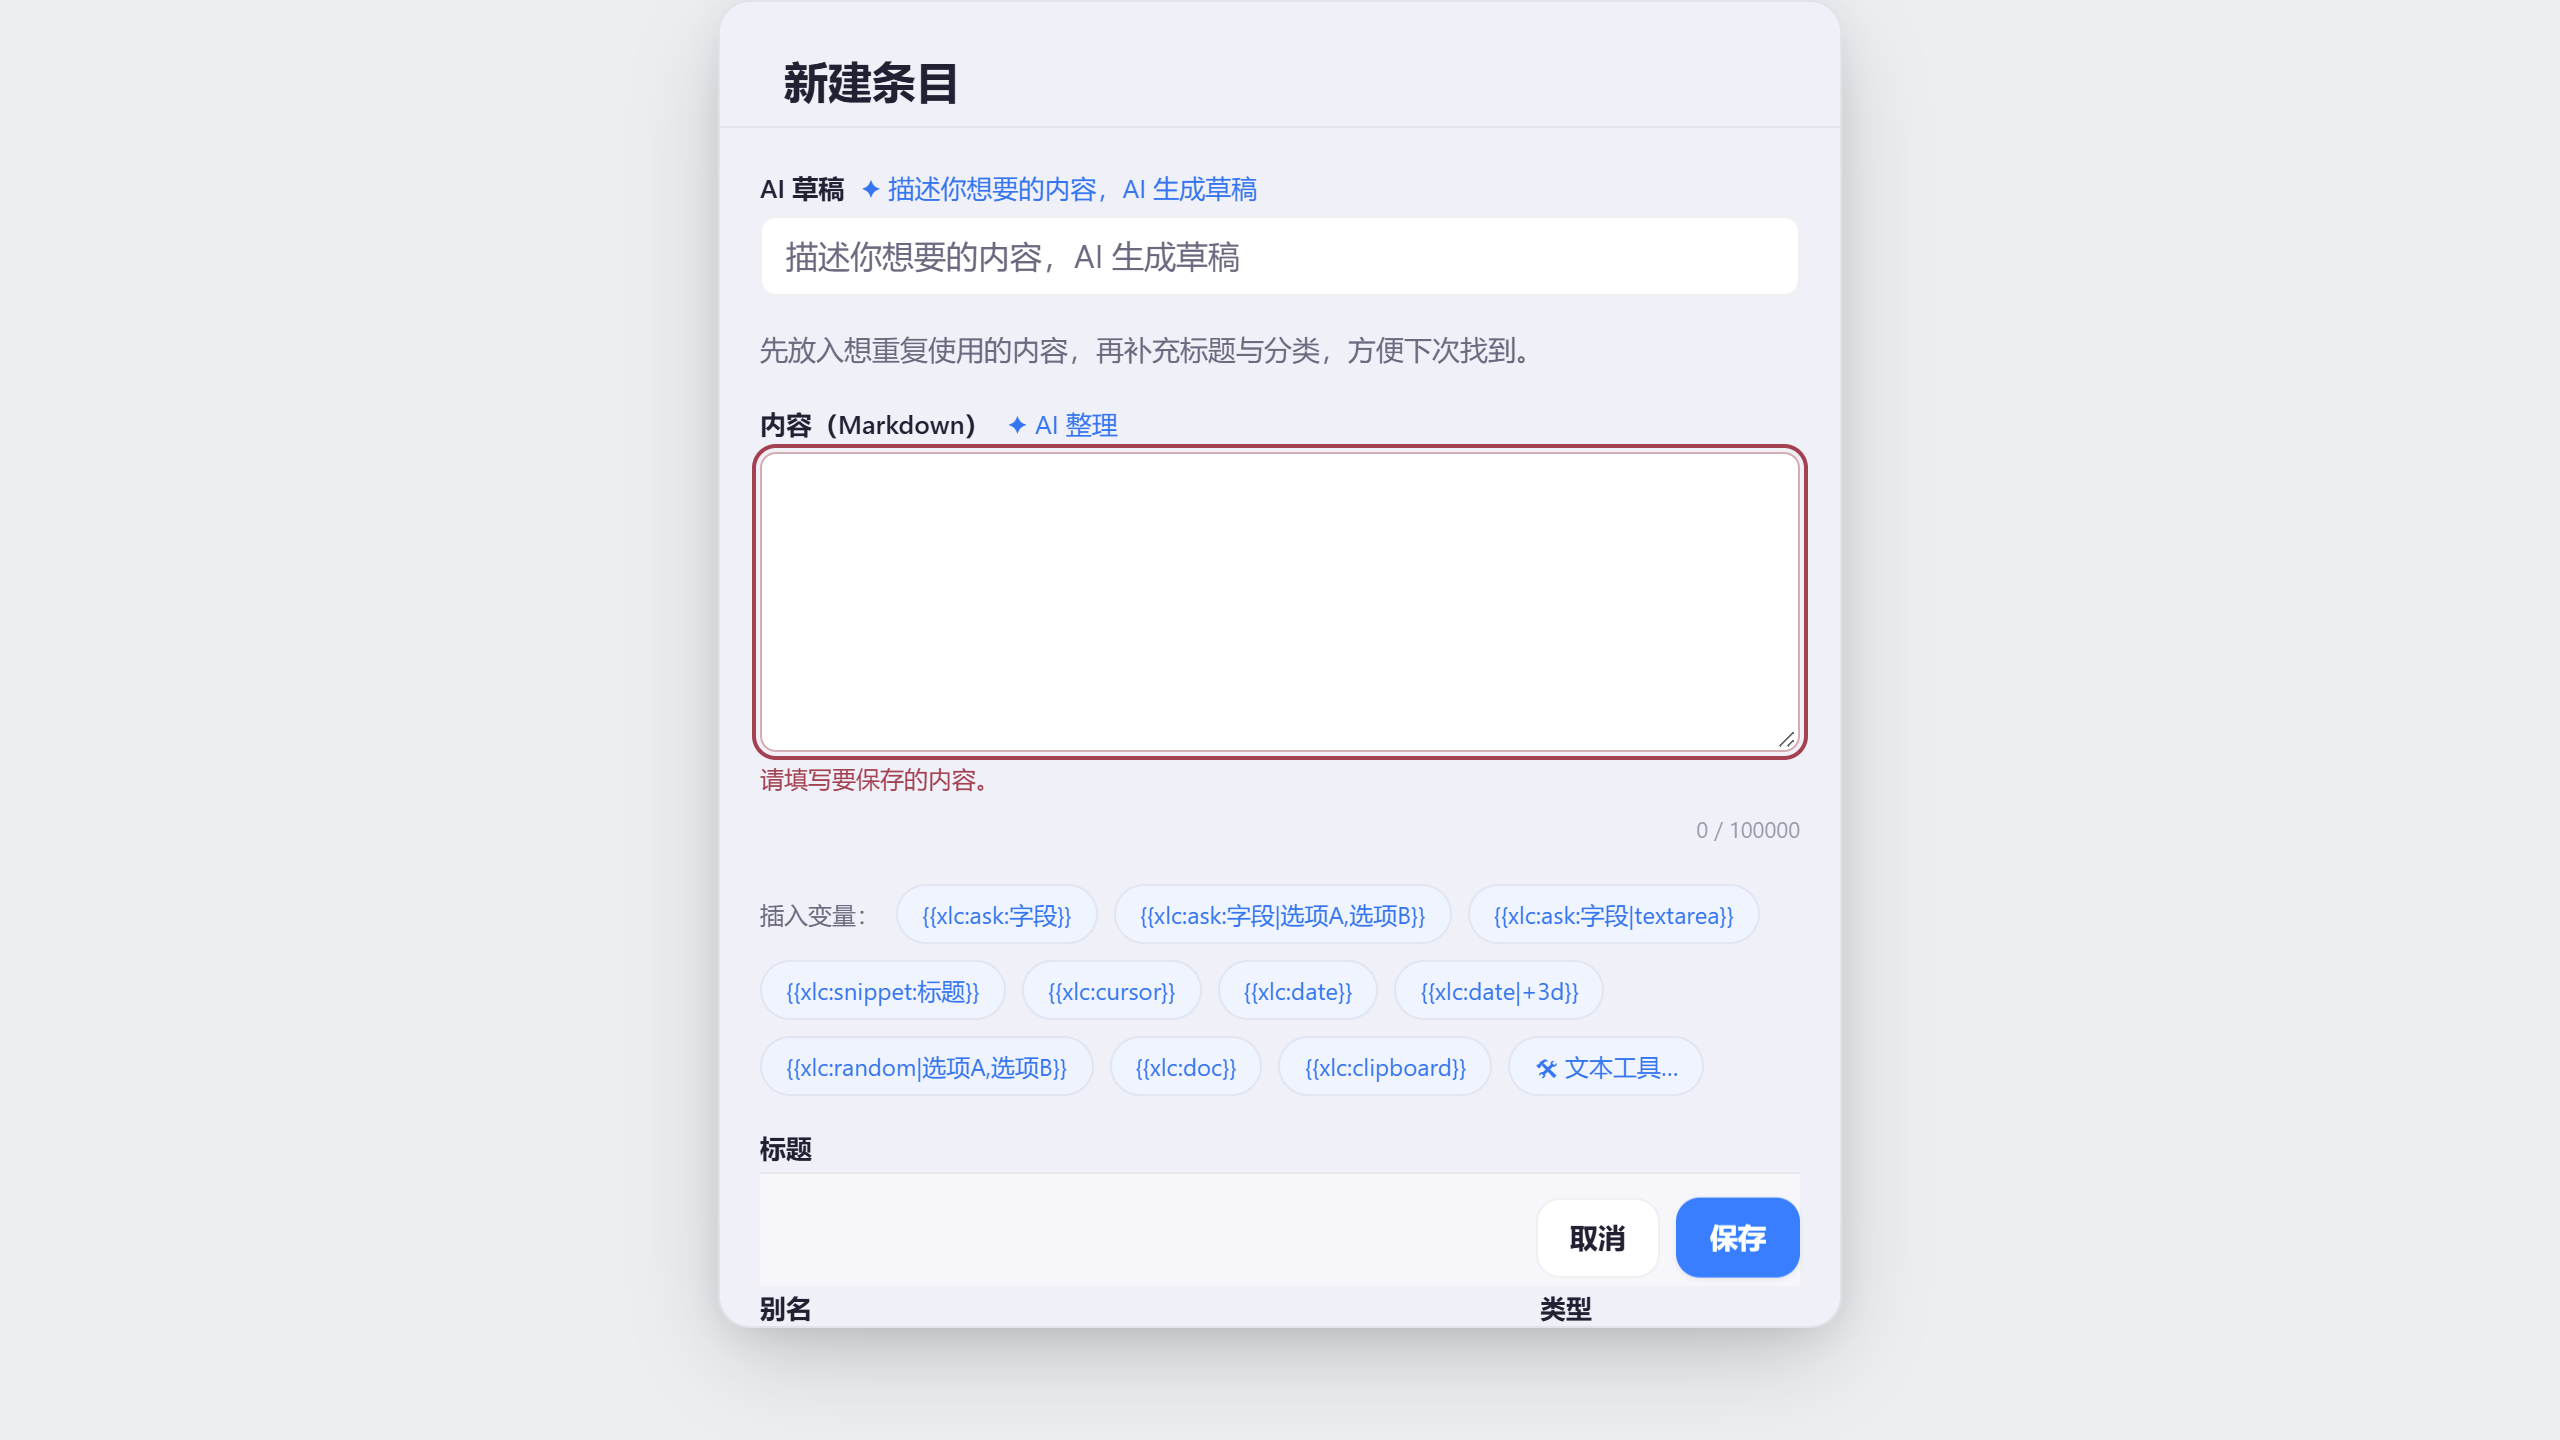 新建条目
AI 草稿 ✦ 描述你想要的内容，AI 生成草稿
描述你想要的内容，AI 生成草稿
先放入想重复使用的内容，再补充标题与分类，方便下次找到。
内容（Markdown） ✦ AI 整理
请填写要保存的内容。
0 / 100000
插入变量： {{xlc:ask:字段}} {{xlc:ask:字段|选项A,选项B}} {{xlc:ask:字段|textarea}}
{{xlc:snippet:标题}} {{xlc:cursor}} {{xlc:date}} {{xlc:date|+3d}}
{{xlc:random|选项A,选项B}} {{xlc:doc}} {{xlc:clipboard}} 🛠 文本工具...
标题
取消 保存
别名 类型